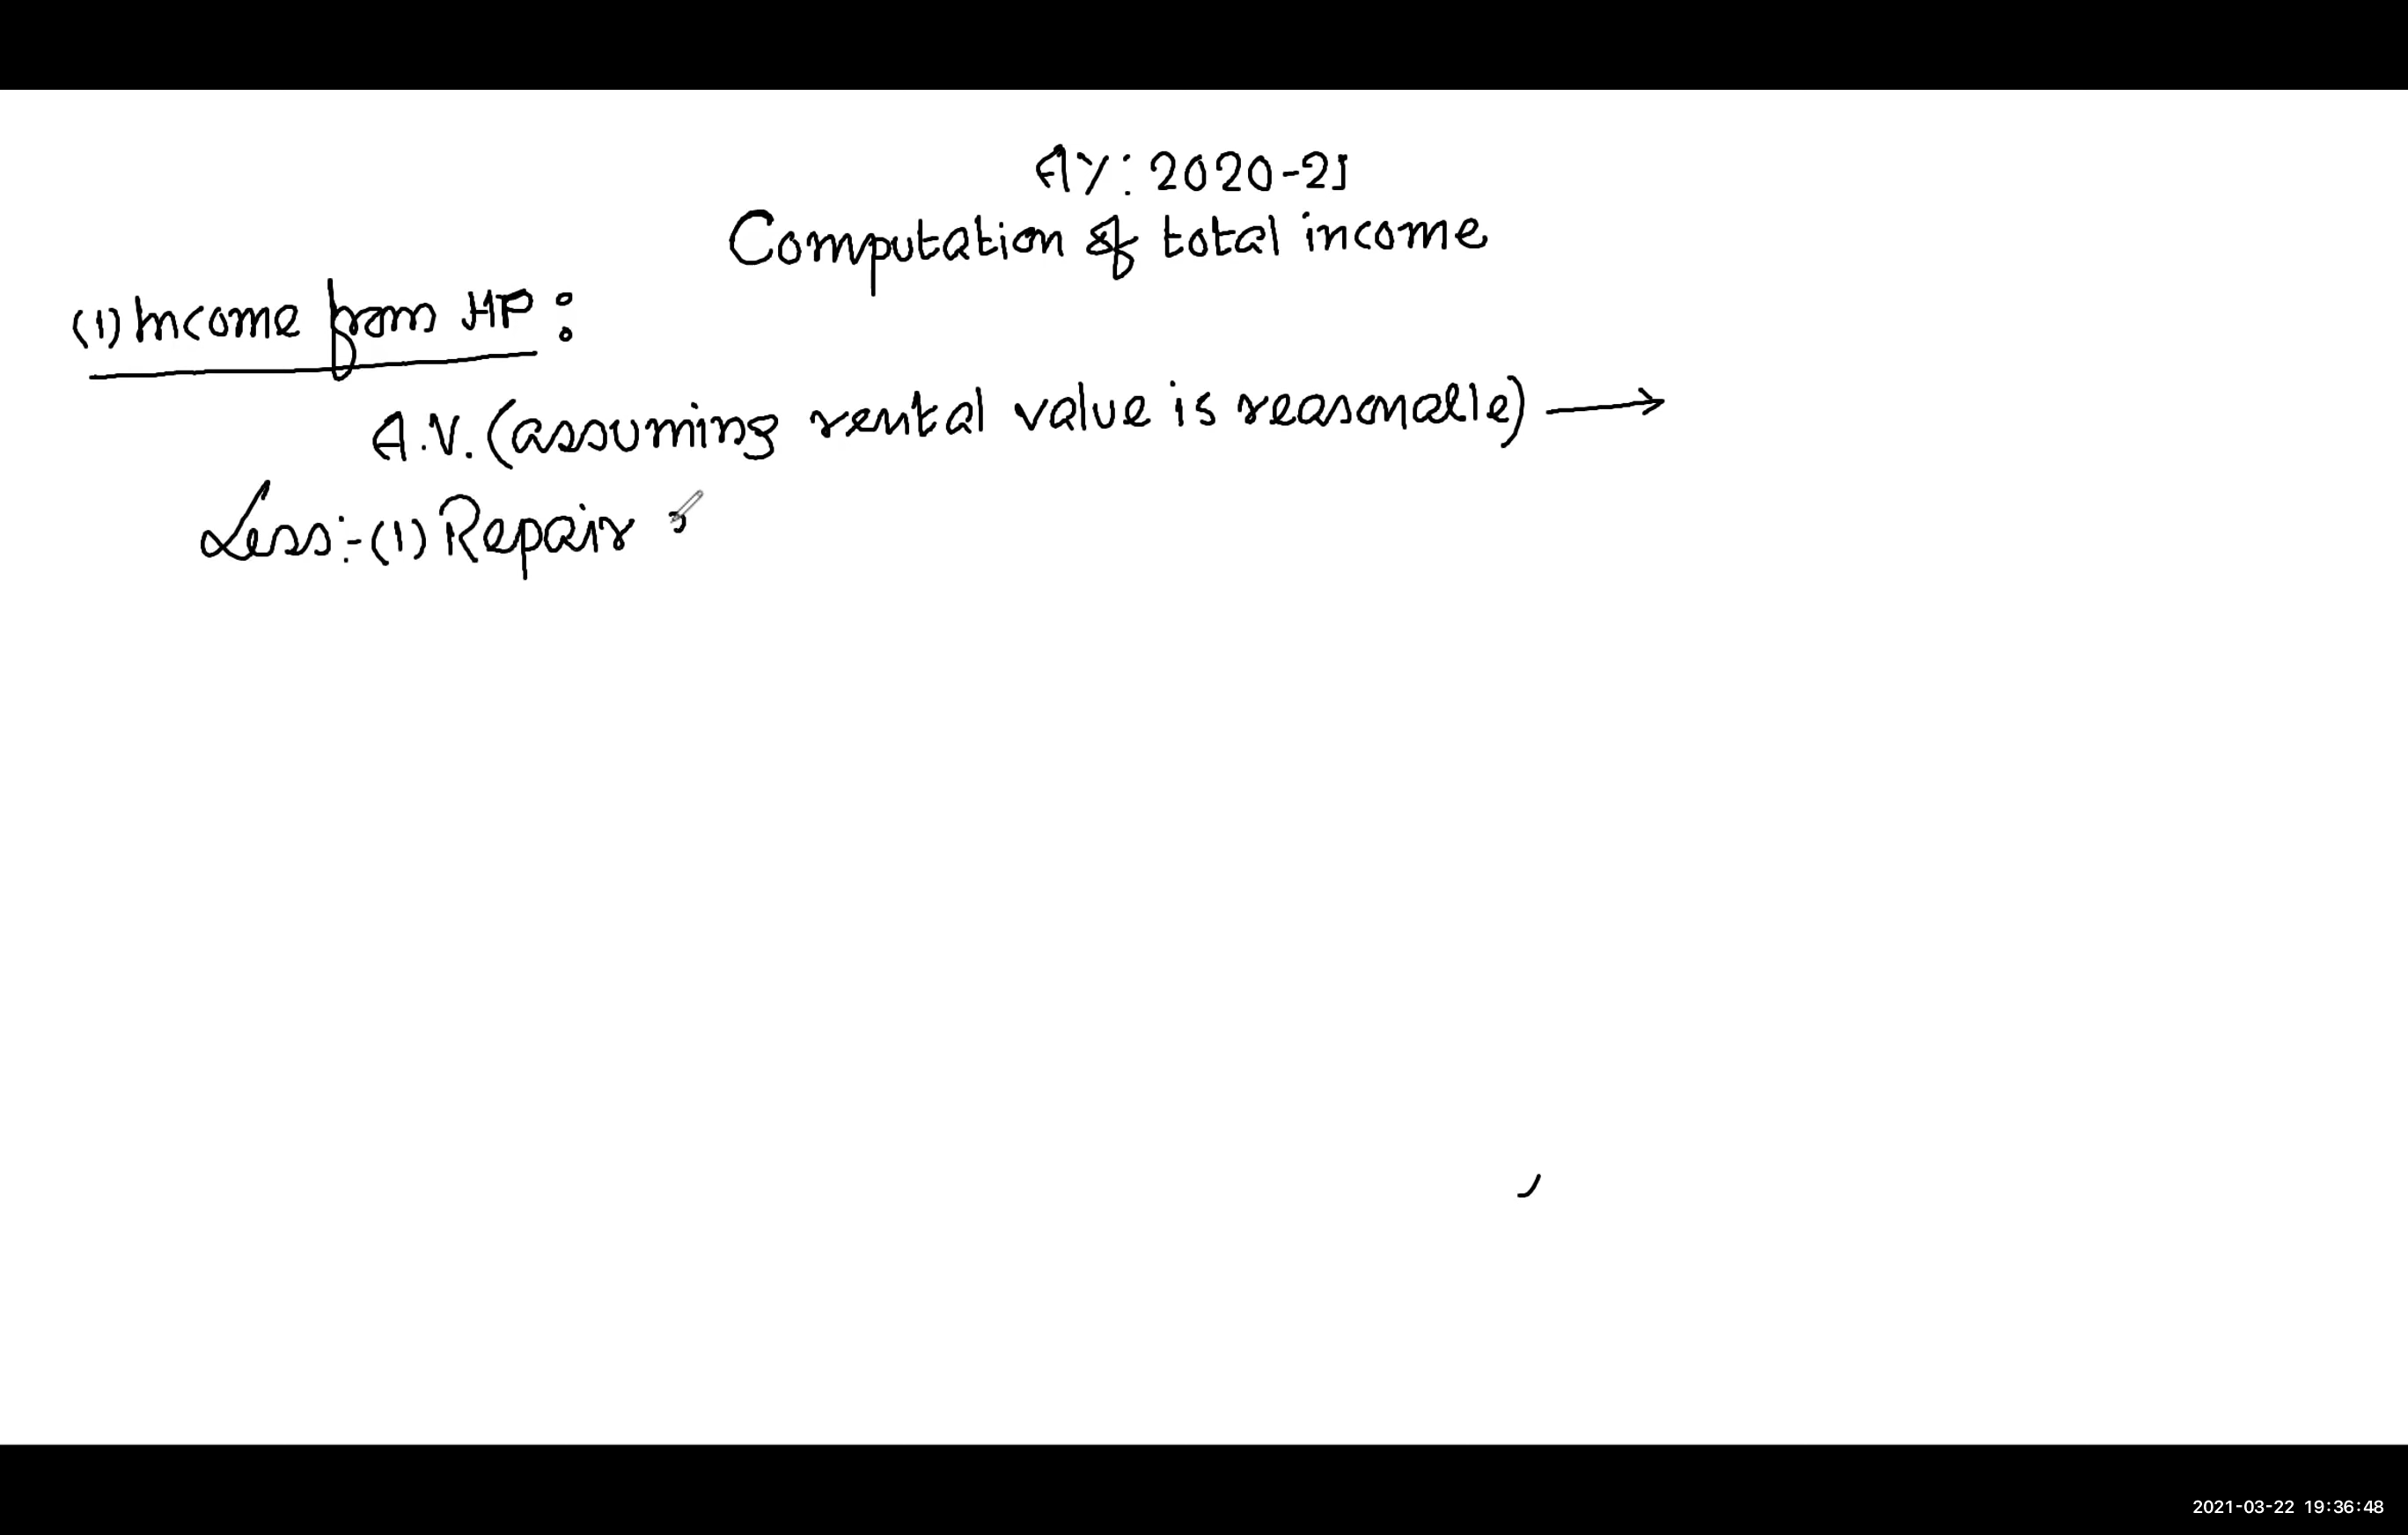 AY: 2020-21
Computation of total income
(1) Income from HP :
A.V. (assuming rental value is reasonable) →
Less:- (1) Repair
2021-03-22 19:36:48